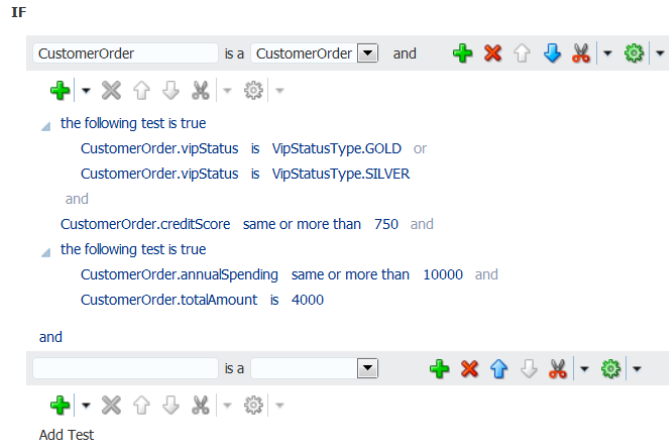 IF
CustomerOrder is a CustomerOrder and
the following test is true
CustomerOrder.vipStatus is VipStatusType.GOLD or
CustomerOrder.vipStatus is VipStatusType.SILVER
and
CustomerOrder.creditScore same or more than 750 and
the following test is true
CustomerOrder.annualSpending same or more than 10000 and
CustomerOrder.totalAmount is 4000
and
is a
Add Test